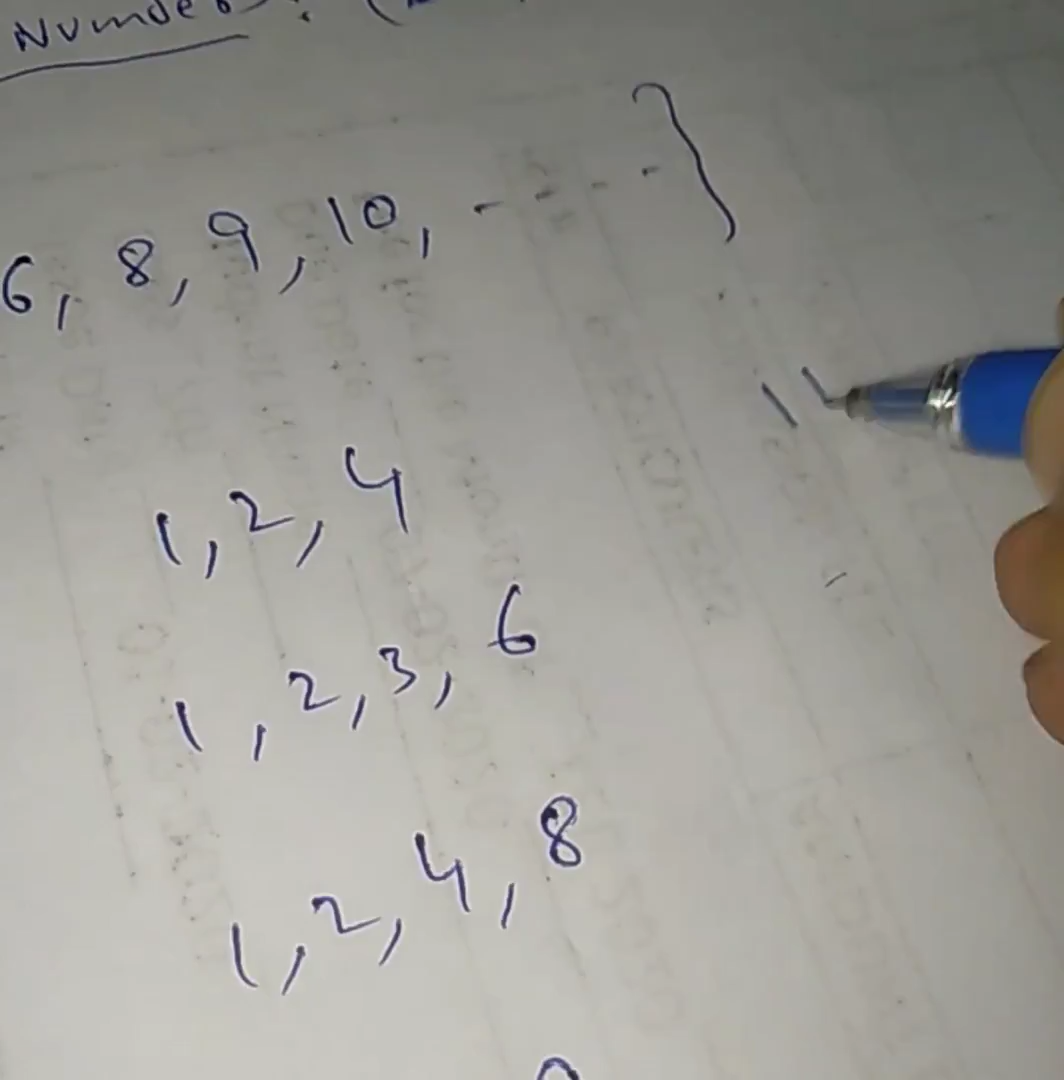 Number : (
6, 8, 9, 10, - - - - }
1, 2, 4
1, 2, 3, 6
1, 2, 4, 8